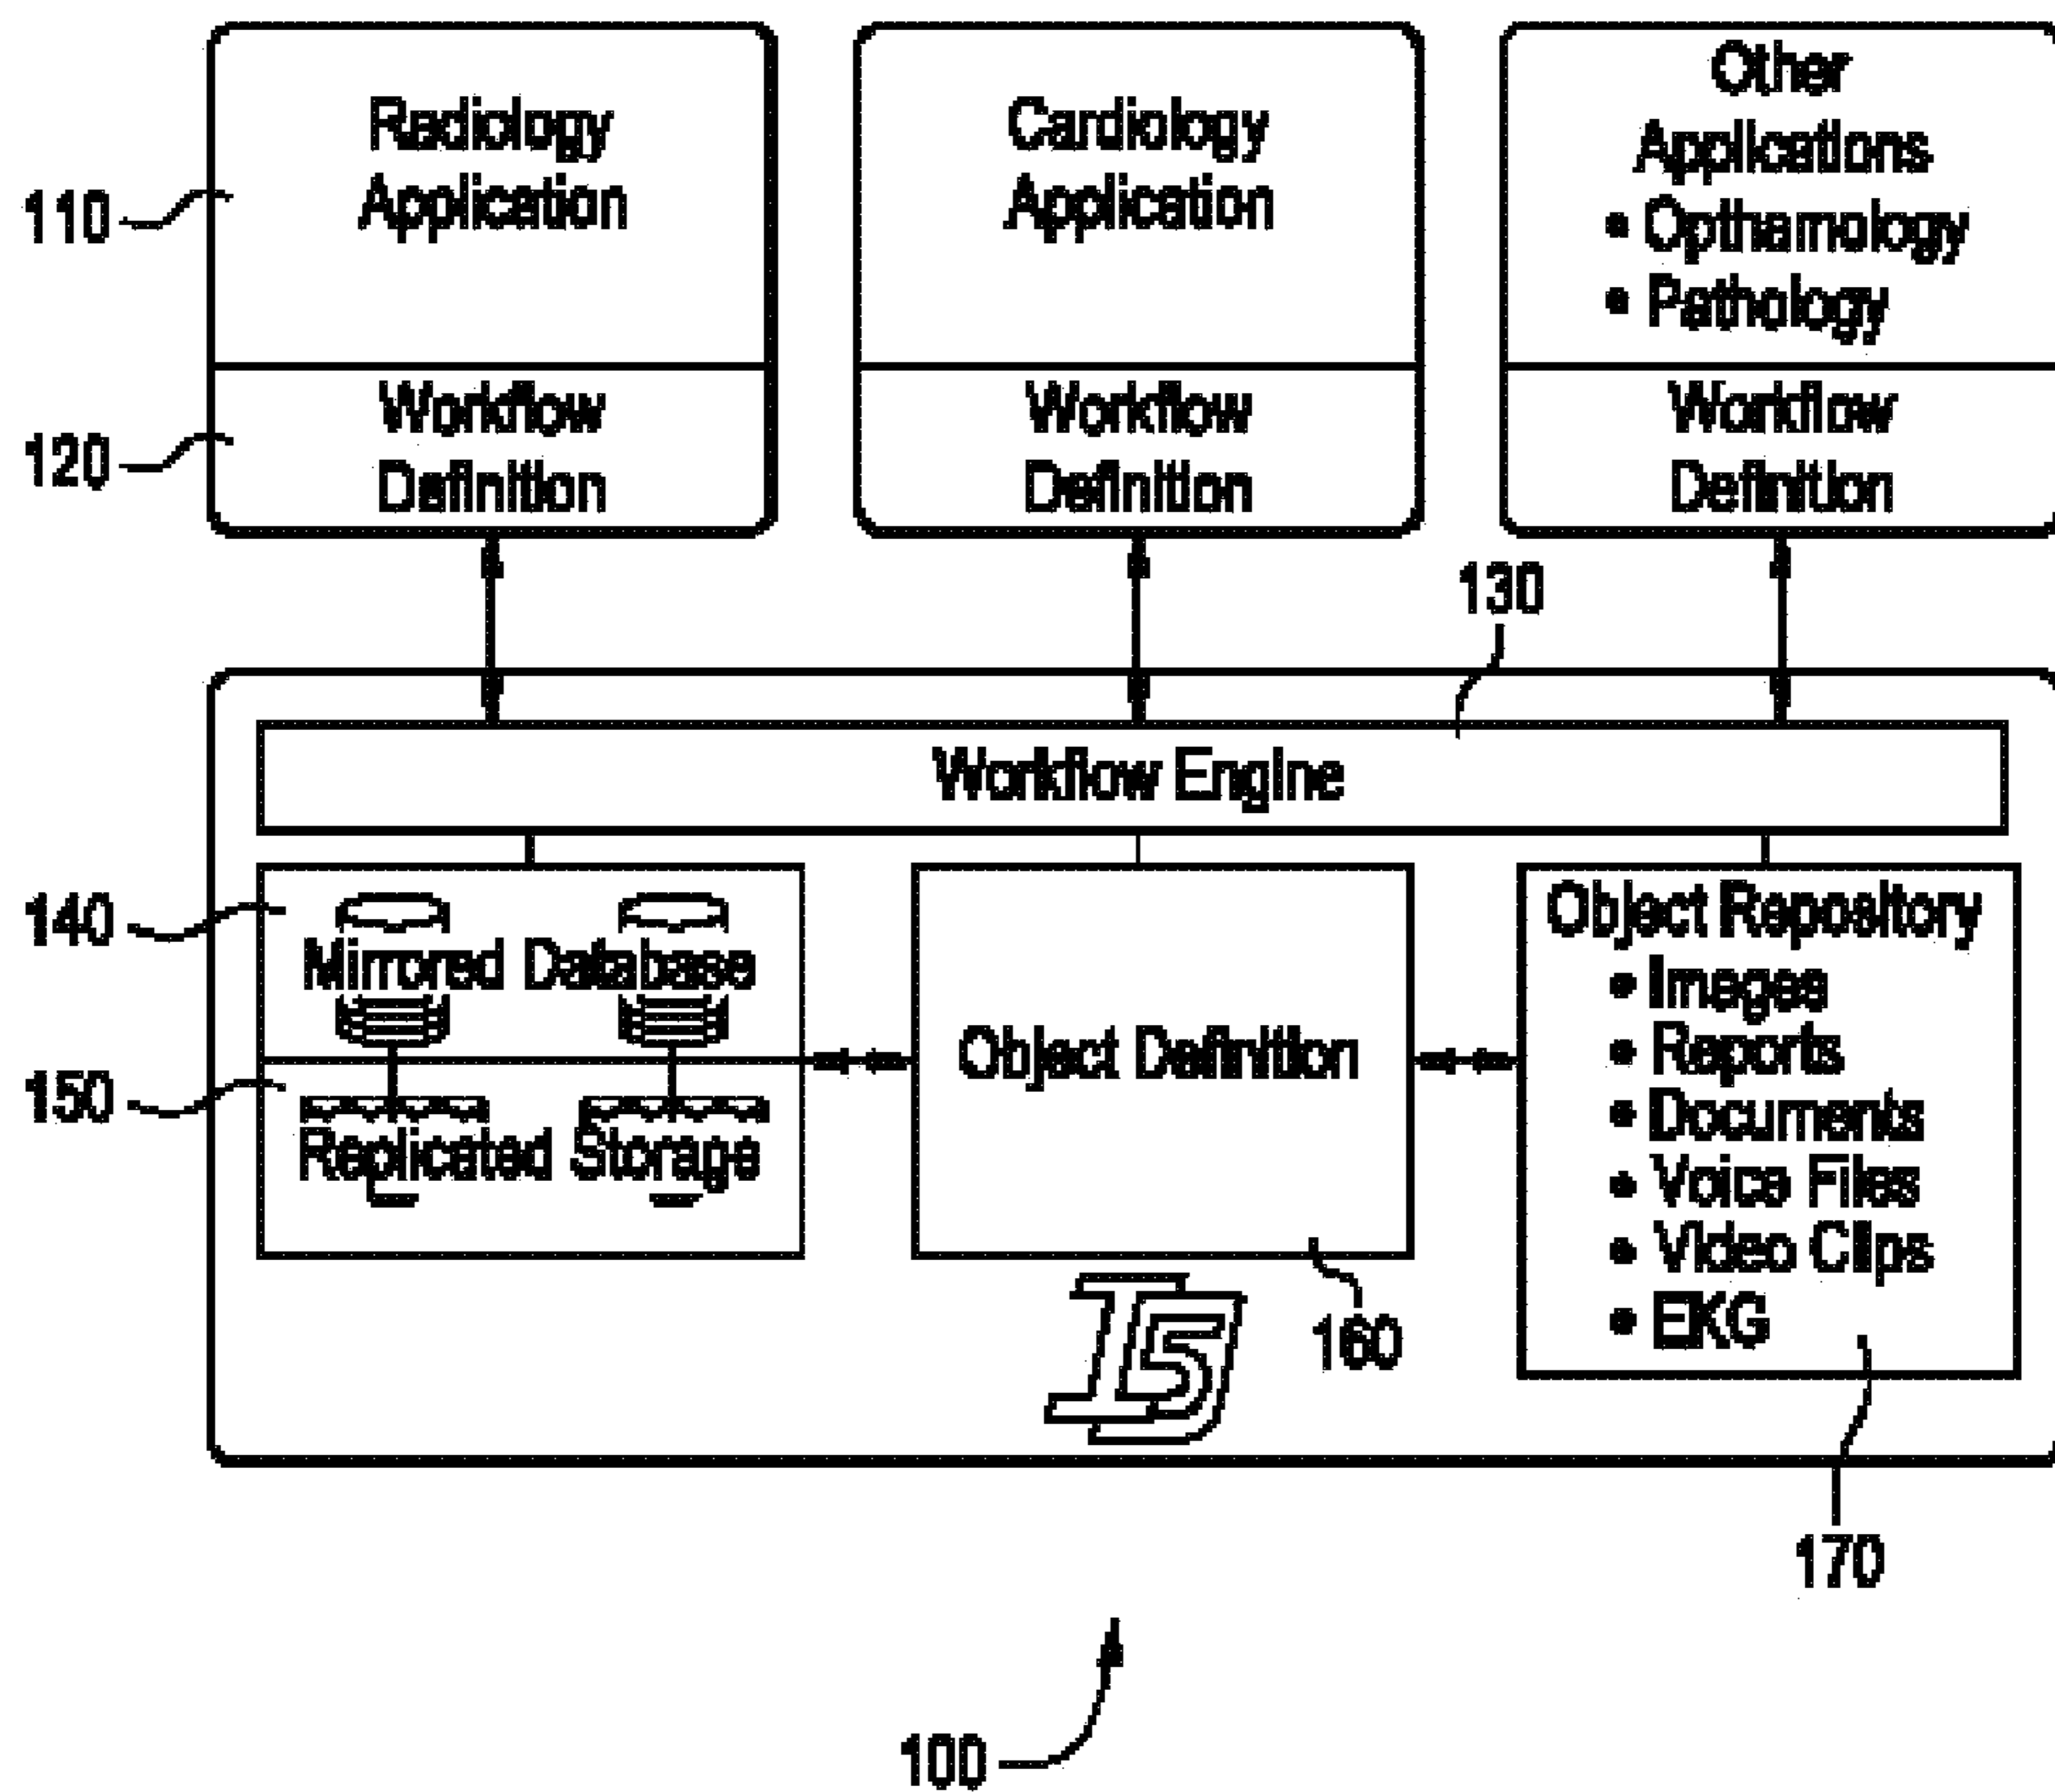 Radiology
Application
Cardiology
Application
Other
Applications
• Opthamology
• Pathology
110
Workflow
Definition
Workflow
Definition
Workflow
Definition
120
130
Workflow Engine
140
Mirrored Database
150
Replicated Storage
Object Definition
160
Object Repository
• Images
• Reports
• Documents
• Voice Files
• Video Clips
• EKG
I5
170
100